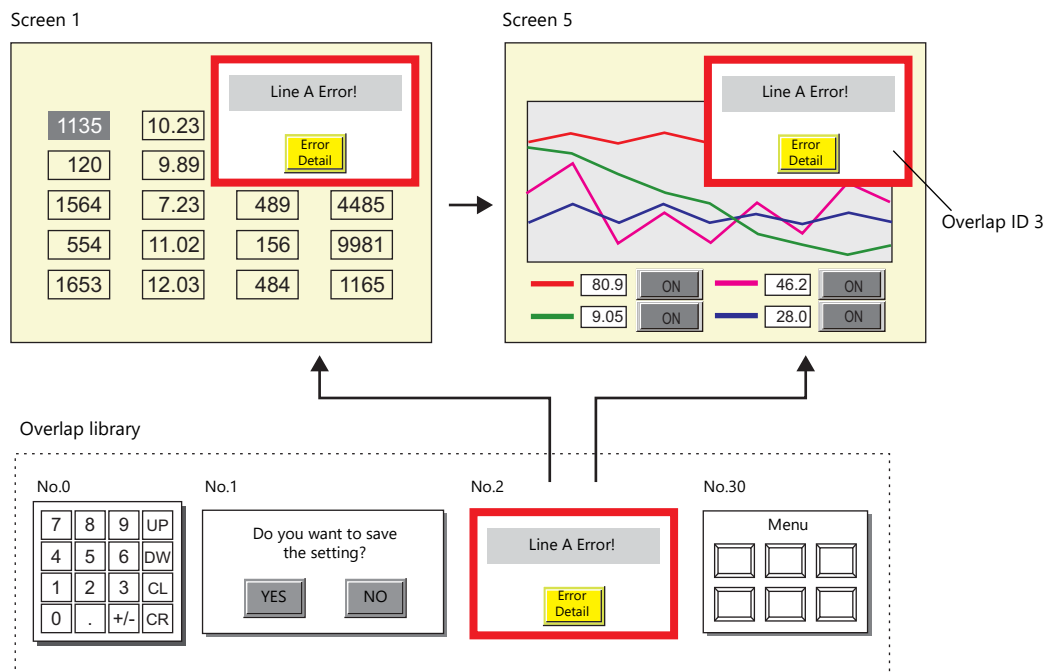 Screen 1
Screen 5
Line A Error!
Error
Detail
1135 10.23
120 9.89
1564 7.23 489 4485
554 11.02 156 9981
1653 12.03 484 1165
Line A Error!
Error
Detail
Overlap ID 3
80.9 ON 46.2 ON
9.05 ON 28.0 ON
Overlap library
No.0
7 8 9 UP
4 5 6 DW
1 2 3 CL
0 . +/- CR
No.1
Do you want to save
the setting?
YES NO
No.2
Line A Error!
Error
Detail
No.30
Menu